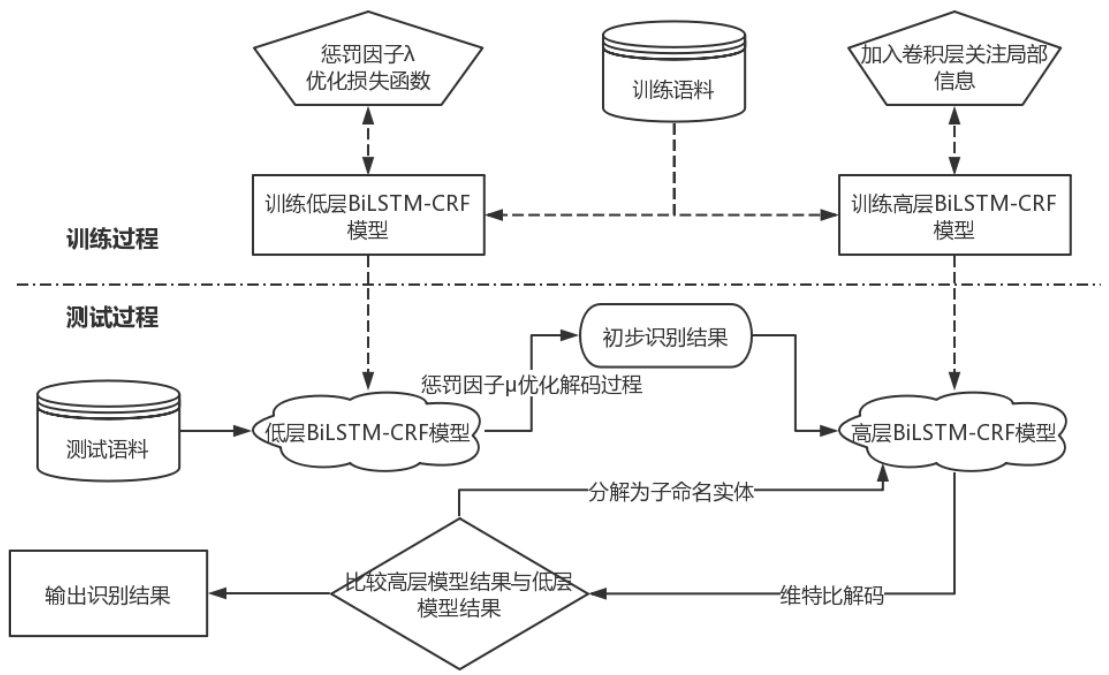 惩罚因子λ
优化损失函数
训练语料
加入卷积层关注局部
信息
训练低层BiLSTM-CRF
模型
训练高层BiLSTM-CRF
模型
训练过程
测试过程
初步识别结果
惩罚因子μ优化解码过程
测试语料
低层BiLSTM-CRF模型
高层BiLSTM-CRF模型
分解为子命名实体
比较高层模型结果与低层
模型结果
输出识别结果
维特比解码